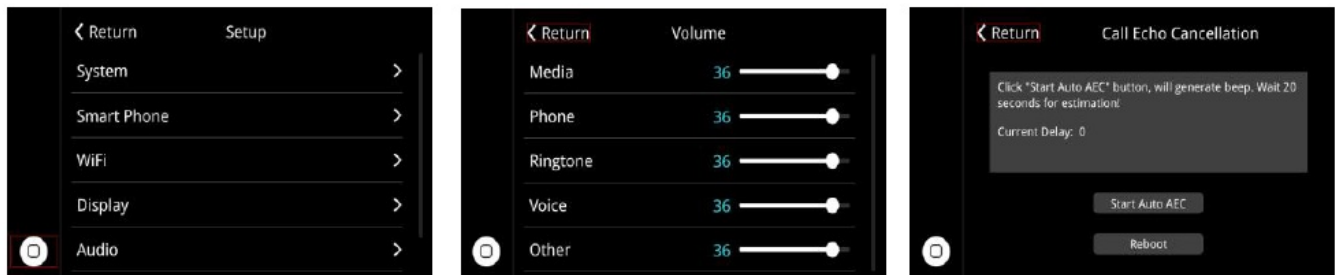 Return Setup
System
Smart Phone
WiFi
Display
Audio
Return Volume
Media 36
Phone 36
Ringtone 36
Voice 36
Other 36
Return Call Echo Cancellation
Click "Start Auto AEC" button, will generate beep. Wait 20
seconds for estimation!
Current Delay: 0
Start Auto AEC
Reboot